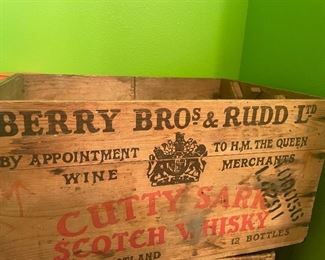 BERRY BROS & RUDD LTD
BY APPOINTMENT TO H.M. THE QUEEN
WINE MERCHANTS
CUTTY SARK
SCOTCH WHISKY
12 BOTTLES